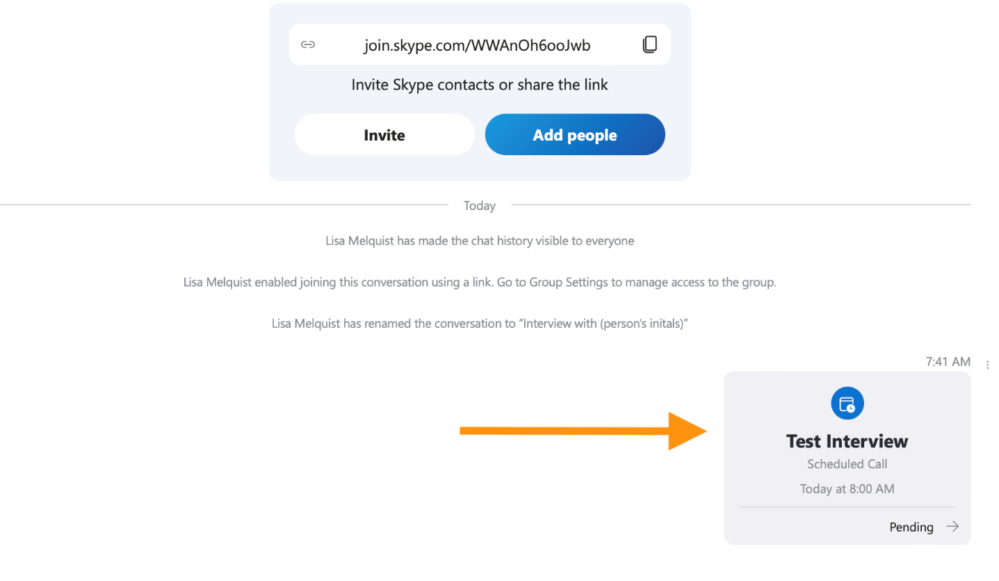 join.skype.com/WWAnOh6ooJwb
Invite Skype contacts or share the link
Invite
Add people
Today
Lisa Melquist has made the chat history visible to everyone
Lisa Melquist enabled joining this conversation using a link. Go to Group Settings to manage access to the group.
Lisa Melquist has renamed the conversation to “Interview with (person's initals)”
7:41 AM
Test Interview
Scheduled Call
Today at 8:00 AM
Pending